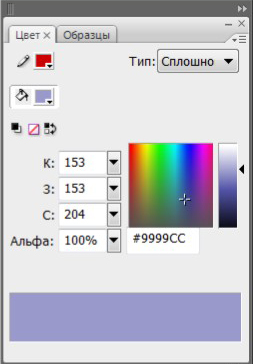 Цвет × Образцы
Тип: Сплошно
К: 153
З: 153
С: 204
Альфа: 100% #9999CC